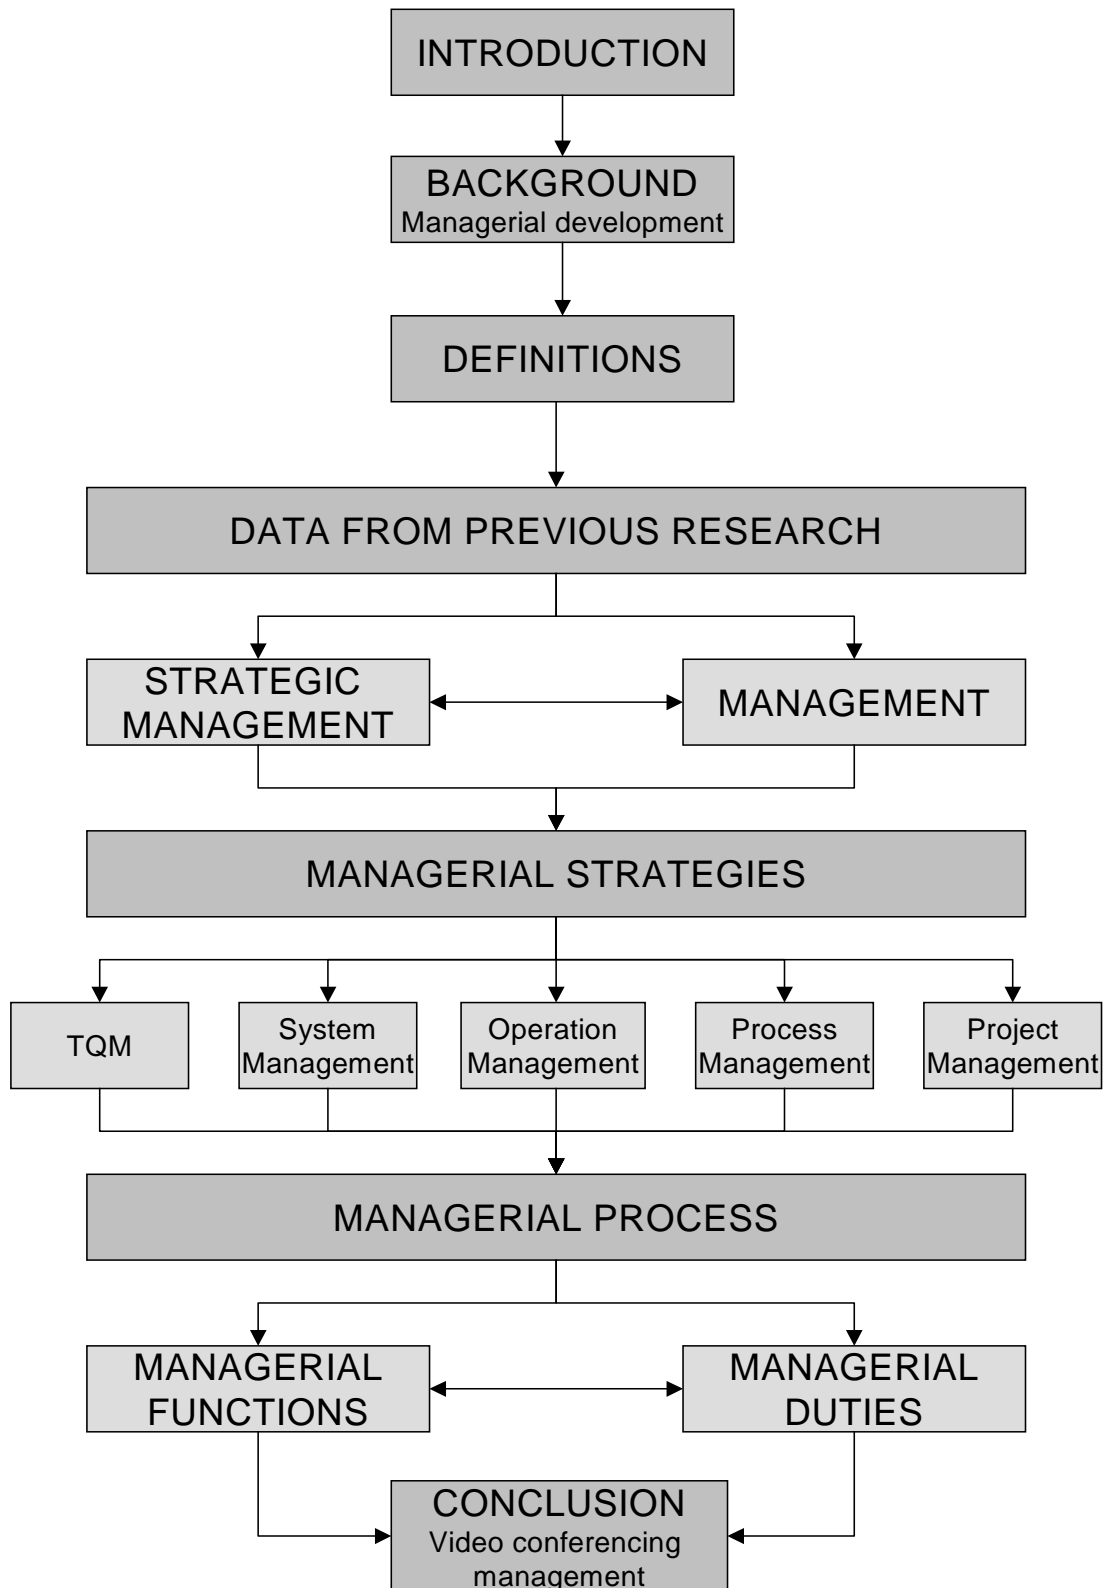 INTRODUCTION
BACKGROUND
Managerial development
DEFINITIONS
DATA FROM PREVIOUS RESEARCH
STRATEGIC
MANAGEMENT
MANAGEMENT
MANAGERIAL STRATEGIES
TQM
System
Management
Operation
Management
Process
Management
Project
Management
MANAGERIAL PROCESS
MANAGERIAL
FUNCTIONS
MANAGERIAL
DUTIES
CONCLUSION
Video conferencing
management